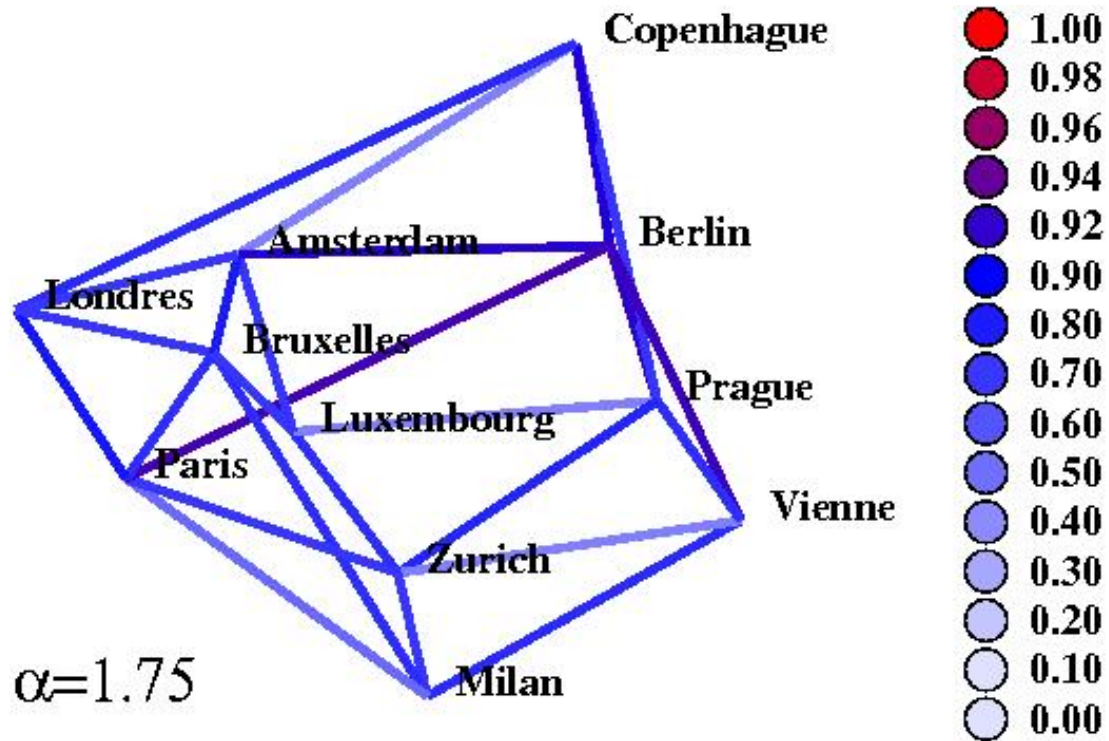 Copenhague
Amsterdam
Berlin
Londres
Bruxelles
Prague
Luxembourg
Paris
Vienne
Zurich
Milan
α=1.75
1.00
0.98
0.96
0.94
0.92
0.90
0.80
0.70
0.60
0.50
0.40
0.30
0.20
0.10
0.00